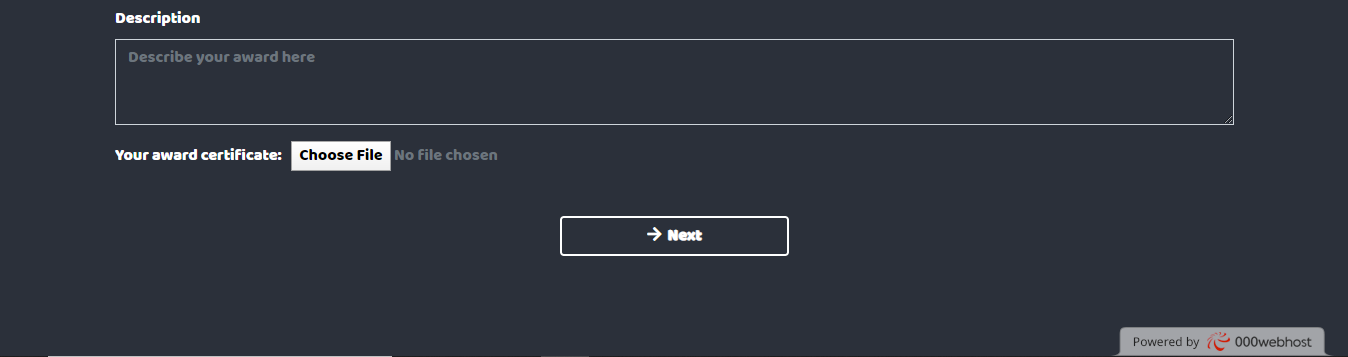 Description
Describe your award here
Your award certificate: Choose File No file chosen
→ Next
Powered by 000webhost